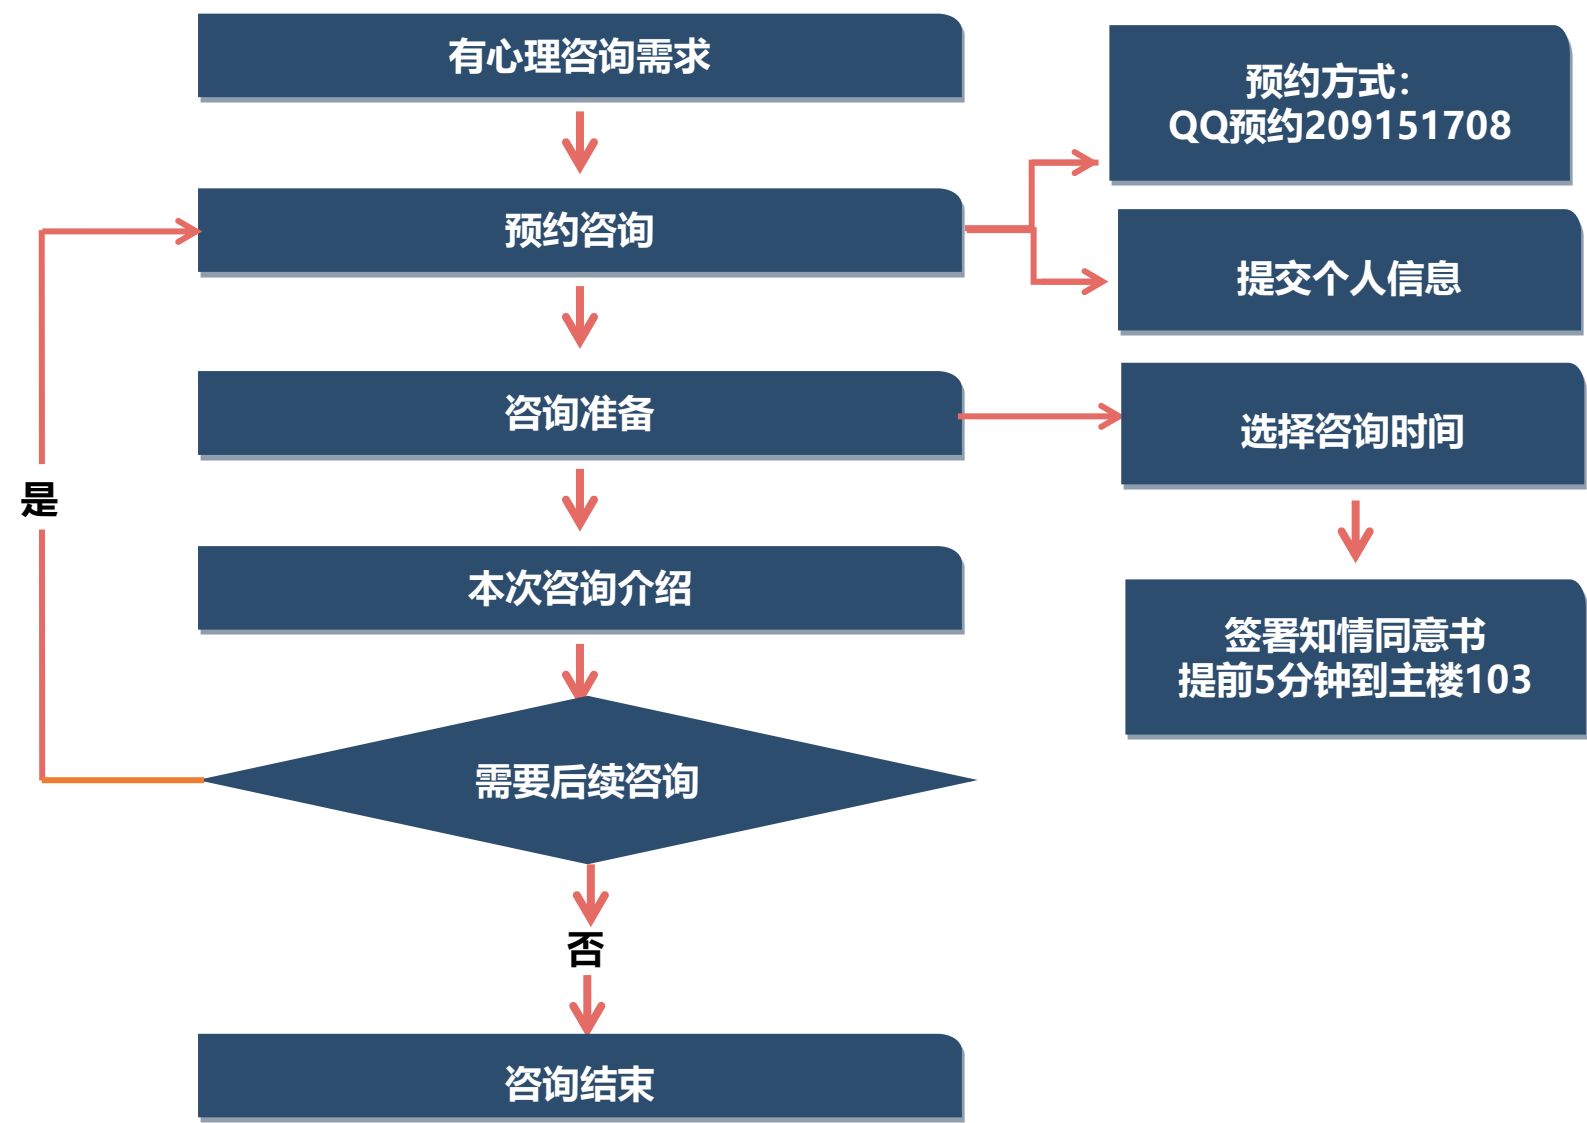 有心理咨询需求
预约方式：
QQ预约209151708
预约咨询
提交个人信息
咨询准备
选择咨询时间
是
本次咨询介绍
签署知情同意书
提前5分钟到主楼103
需要后续咨询
否
咨询结束